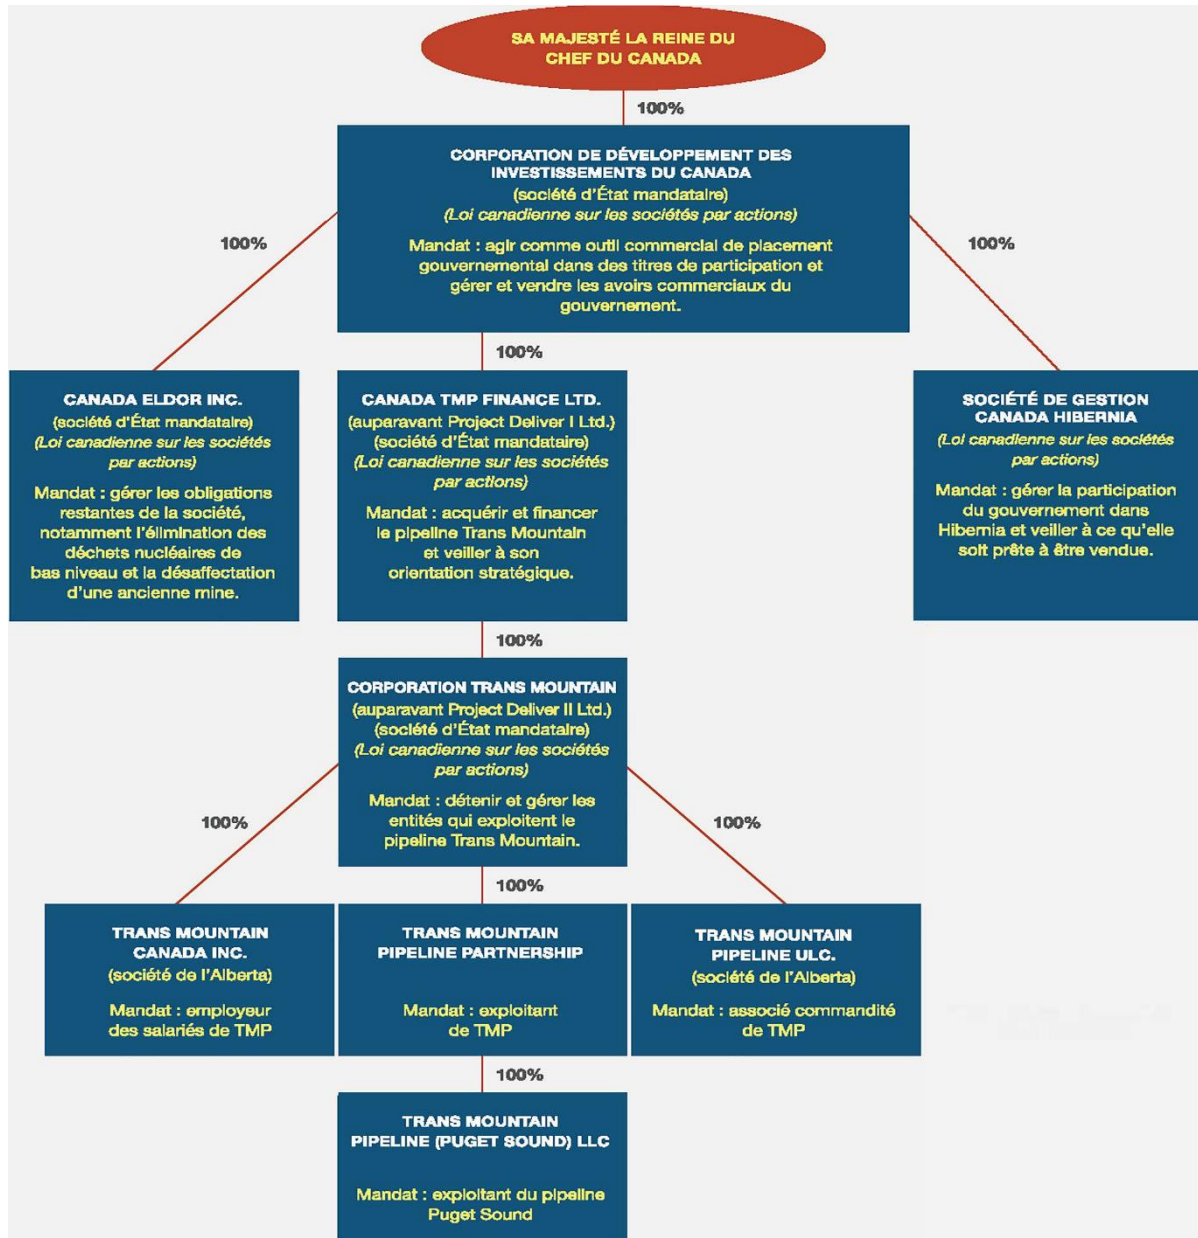 SA MAJESTÉ LA REINE DU
CHEF DU CANADA
100%
CORPORATION DE DÉVELOPPEMENT DES
INVESTISSEMENTS DU CANADA
(société d'État mandataire)
(Loi canadienne sur les sociétés par actions)
Mandat : agir comme outil commercial de placement
gouvernemental dans des titres de participation et
gérer et vendre les avoirs commerciaux du
gouvernement.
100%
100%
100%
CANADA ELDOR INC.
(société d'État mandataire)
(Loi canadienne sur les sociétés
par actions)
Mandat : gérer les obligations
restantes de la société,
notamment l'élimination des
déchets nucléaires de
bas niveau et la désaffectation
d'une ancienne mine.
CANADA TMP FINANCE LTD.
(auparavant Project Deliver I Ltd.)
(société d'État mandataire)
(Loi canadienne sur les sociétés
par actions)
Mandat : acquérir et financer
le pipeline Trans Mountain
et veiller à son
orientation stratégique.
SOCIÉTÉ DE GESTION
CANADA HIBERNIA
(Loi canadienne sur les sociétés
par actions)
Mandat : gérer la participation
du gouvernement dans
Hibernia et veiller à ce qu'elle
soit prête à être vendue.
100%
CORPORATION TRANS MOUNTAIN
(auparavant Project Deliver II Ltd.)
(société d'État mandataire)
(Loi canadienne sur les sociétés
par actions)
Mandat : détenir et gérer les
entités qui exploitent le
pipeline Trans Mountain.
100%
100%
100%
TRANS MOUNTAIN
CANADA INC.
(société de l'Alberta)
Mandat : employeur
des salariés de TMP
TRANS MOUNTAIN
PIPELINE PARTNERSHIP
Mandat : exploitant
de TMP
TRANS MOUNTAIN
PIPELINE ULC.
(société de l'Alberta)
Mandat : associé commandité
de TMP
100%
TRANS MOUNTAIN
PIPELINE (PUGET SOUND) LLC
Mandat : exploitant du pipeline
Puget Sound